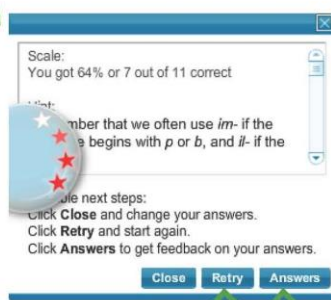 Scale:
You got 64% or 7 out of 11 correct
Hint:
mber that we often use im- if the
e begins with p or b, and il- if the
le next steps:
Click Close and change your answers.
Click Retry and start again.
Click Answers to get feedback on your answers.
Close Retry Answers